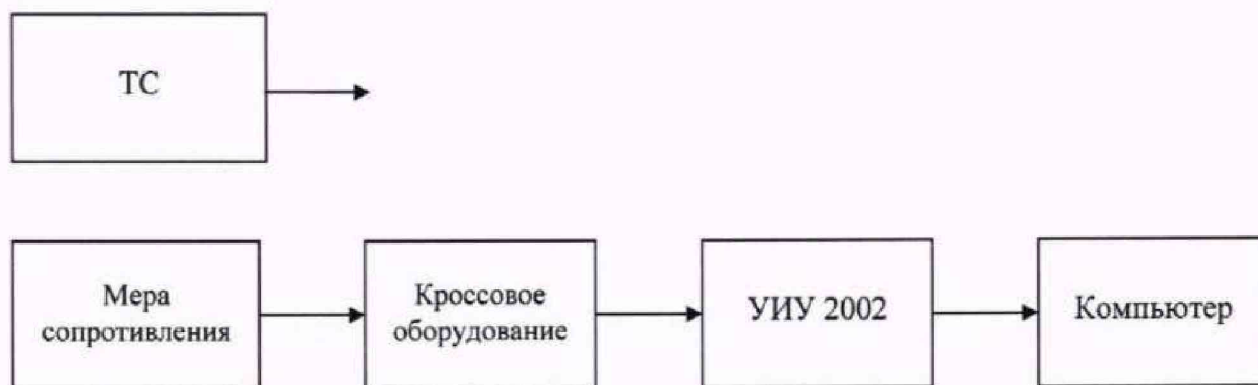 ТС
Мера
сопротивления
Кроссовое
оборудование
УИУ 2002
Компьютер